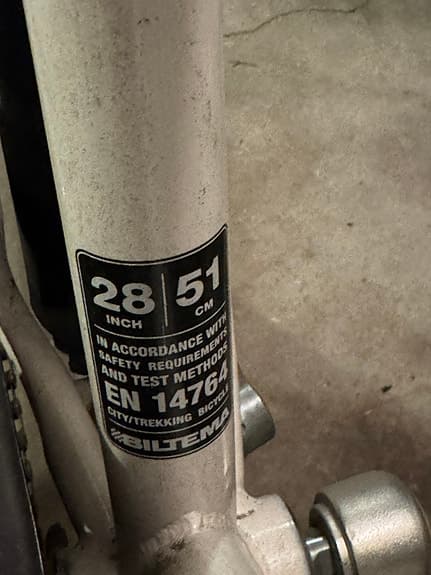 28 51
INCH CM
IN ACCORDANCE WITH
SAFETY REQUIREMENTS
AND TEST METHODS
EN 14764
CITY/TREKKING BICYCLE
BILTEMA